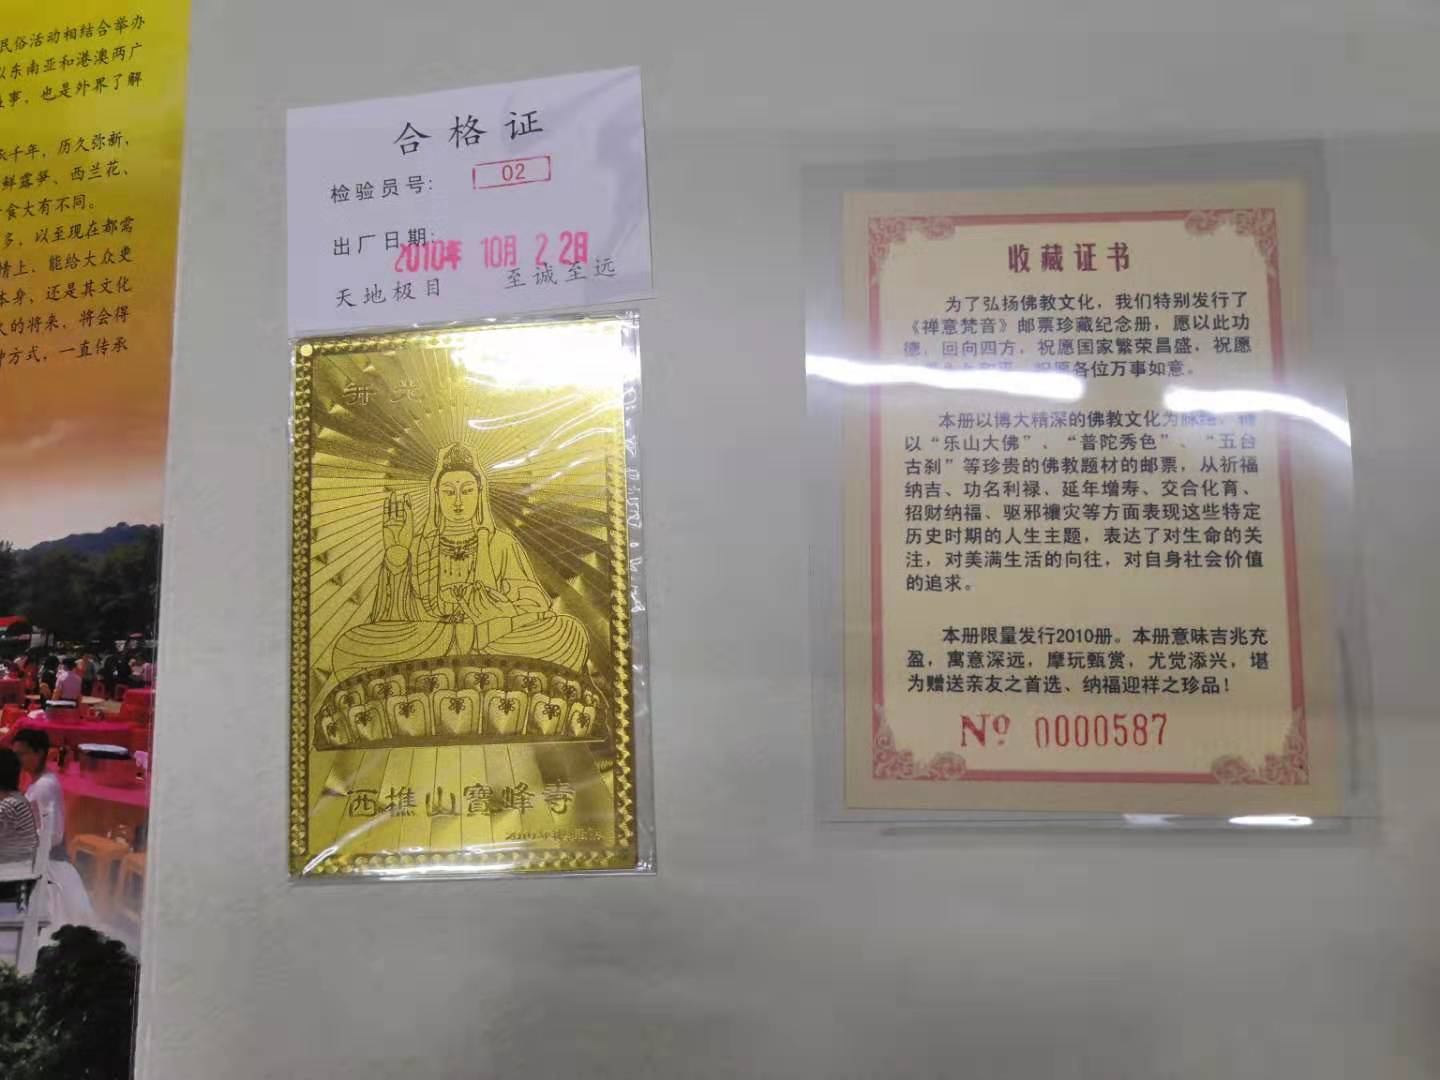 民俗活动相结合举办
以东南亚和港澳两广
事，也是外界了解
千年，历久弥新，
鲜露笋、西兰花、
食大有不同。
多，以至现在都需
情上，能给大众更
本身，还是其文化
久的将来，将会得
方式，一直传承
合格证
检验员号：
02
出厂日期：
2010年 10月 22日
天地极目 至诚至远
开光
西樵山寶峰寺
收藏证书
为了弘扬佛教文化，我们特别发行了
《禅意梵音》邮票珍藏纪念册，愿以此功
德，回向四方，祝愿国家繁荣昌盛，祝愿
祝愿各位万事如意。
本册以博大精深的佛教文化为脉络，
以“乐山大佛”、“普陀秀色”、“五台
古刹”等珍贵的佛教题材的邮票，从祈福
纳吉、功名利禄、延年增寿、交合化育、
招财纳福、驱邪禳灾等方面表现这些特定
历史时期的人生主题，表达了对生命的关
注，对美满生活的向往，对自身社会价值
的追求。
本册限量发行2010册。本册意味吉兆充
盈，寓意深远，摩玩甄赏，尤觉添兴，堪
为赠送亲友之首选、纳福迎祥之珍品！
Nº 0000587